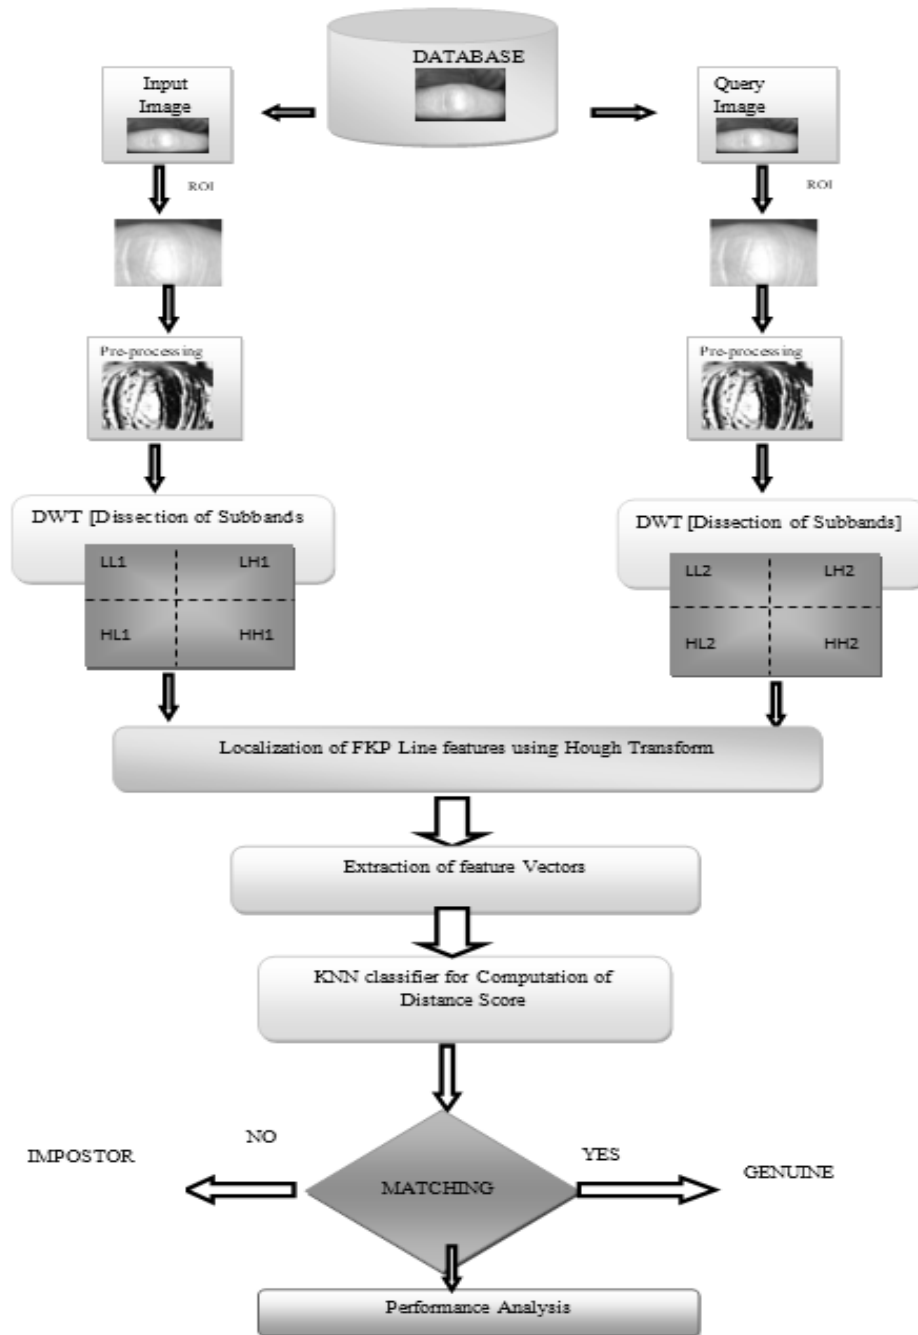 DATABASE
Input
Image
Query
Image
ROI
ROI
Pre-processing
Pre-processing
DWT [Dissection of Subbands
DWT [Dissection of Subbands]
LL1
LH1
HL1
HH1
LL2
LH2
HL2
HH2
Localization of FKP Line features using Hough Transform
Extraction of feature Vectors
KNN classifier for Computation of
Distance Score
NO
YES
IMPOSTOR
GENUINE
MATCHING
Performance Analysis